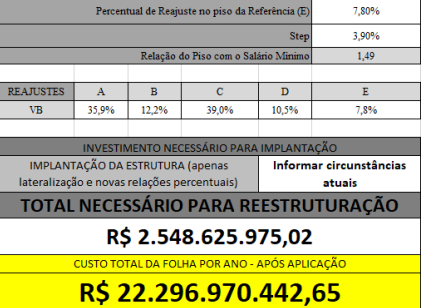 Percentual de Reajuste no piso da Referência (E) 7,80%
Step 3,90%
Relação do Piso com o Salário Mínimo 1,49
REAJUSTES A B C D E
VB 35,9% 12,2% 39,0% 10,5% 7,8%
INVESTIMENTO NECESSÁRIO PARA IMPLANTAÇÃO
IMPLANTAÇÃO DA ESTRUTURA (apenas
lateralização e novas relações percentuais)
Informar circunstâncias
atuais
TOTAL NECESSÁRIO PARA REESTRUTURAÇÃO
R$ 2.548.625.975,02
CUSTO TOTAL DA FOLHA POR ANO - APÓS APLICAÇÃO
R$ 22.296.970.442,65